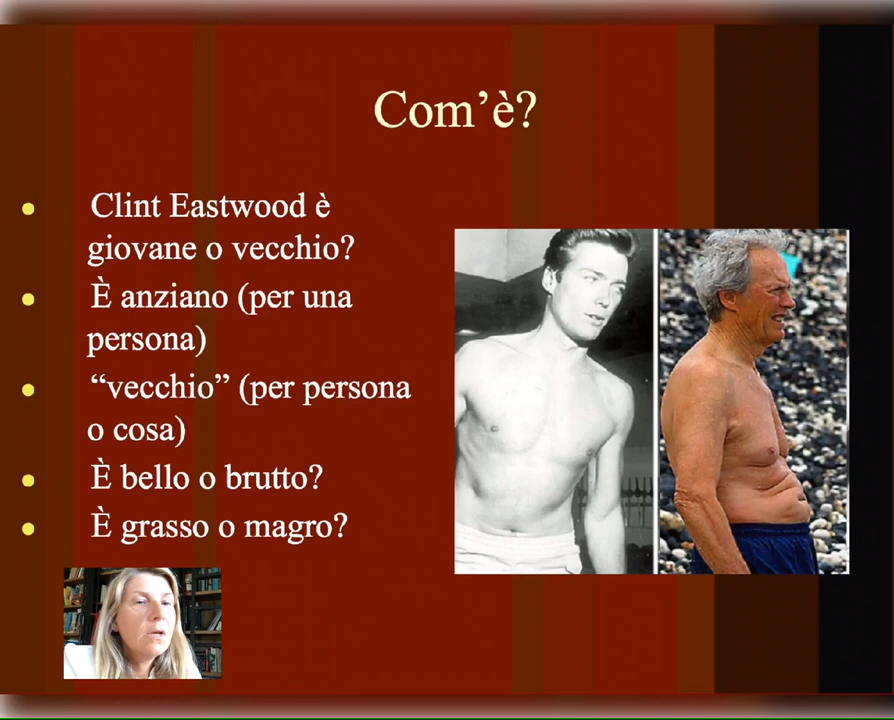 Com’è?
Clint Eastwood è
giovane o vecchio?
È anziano (per una
persona)
“vecchio” (per persona
o cosa)
È bello o brutto?
È grasso o magro?